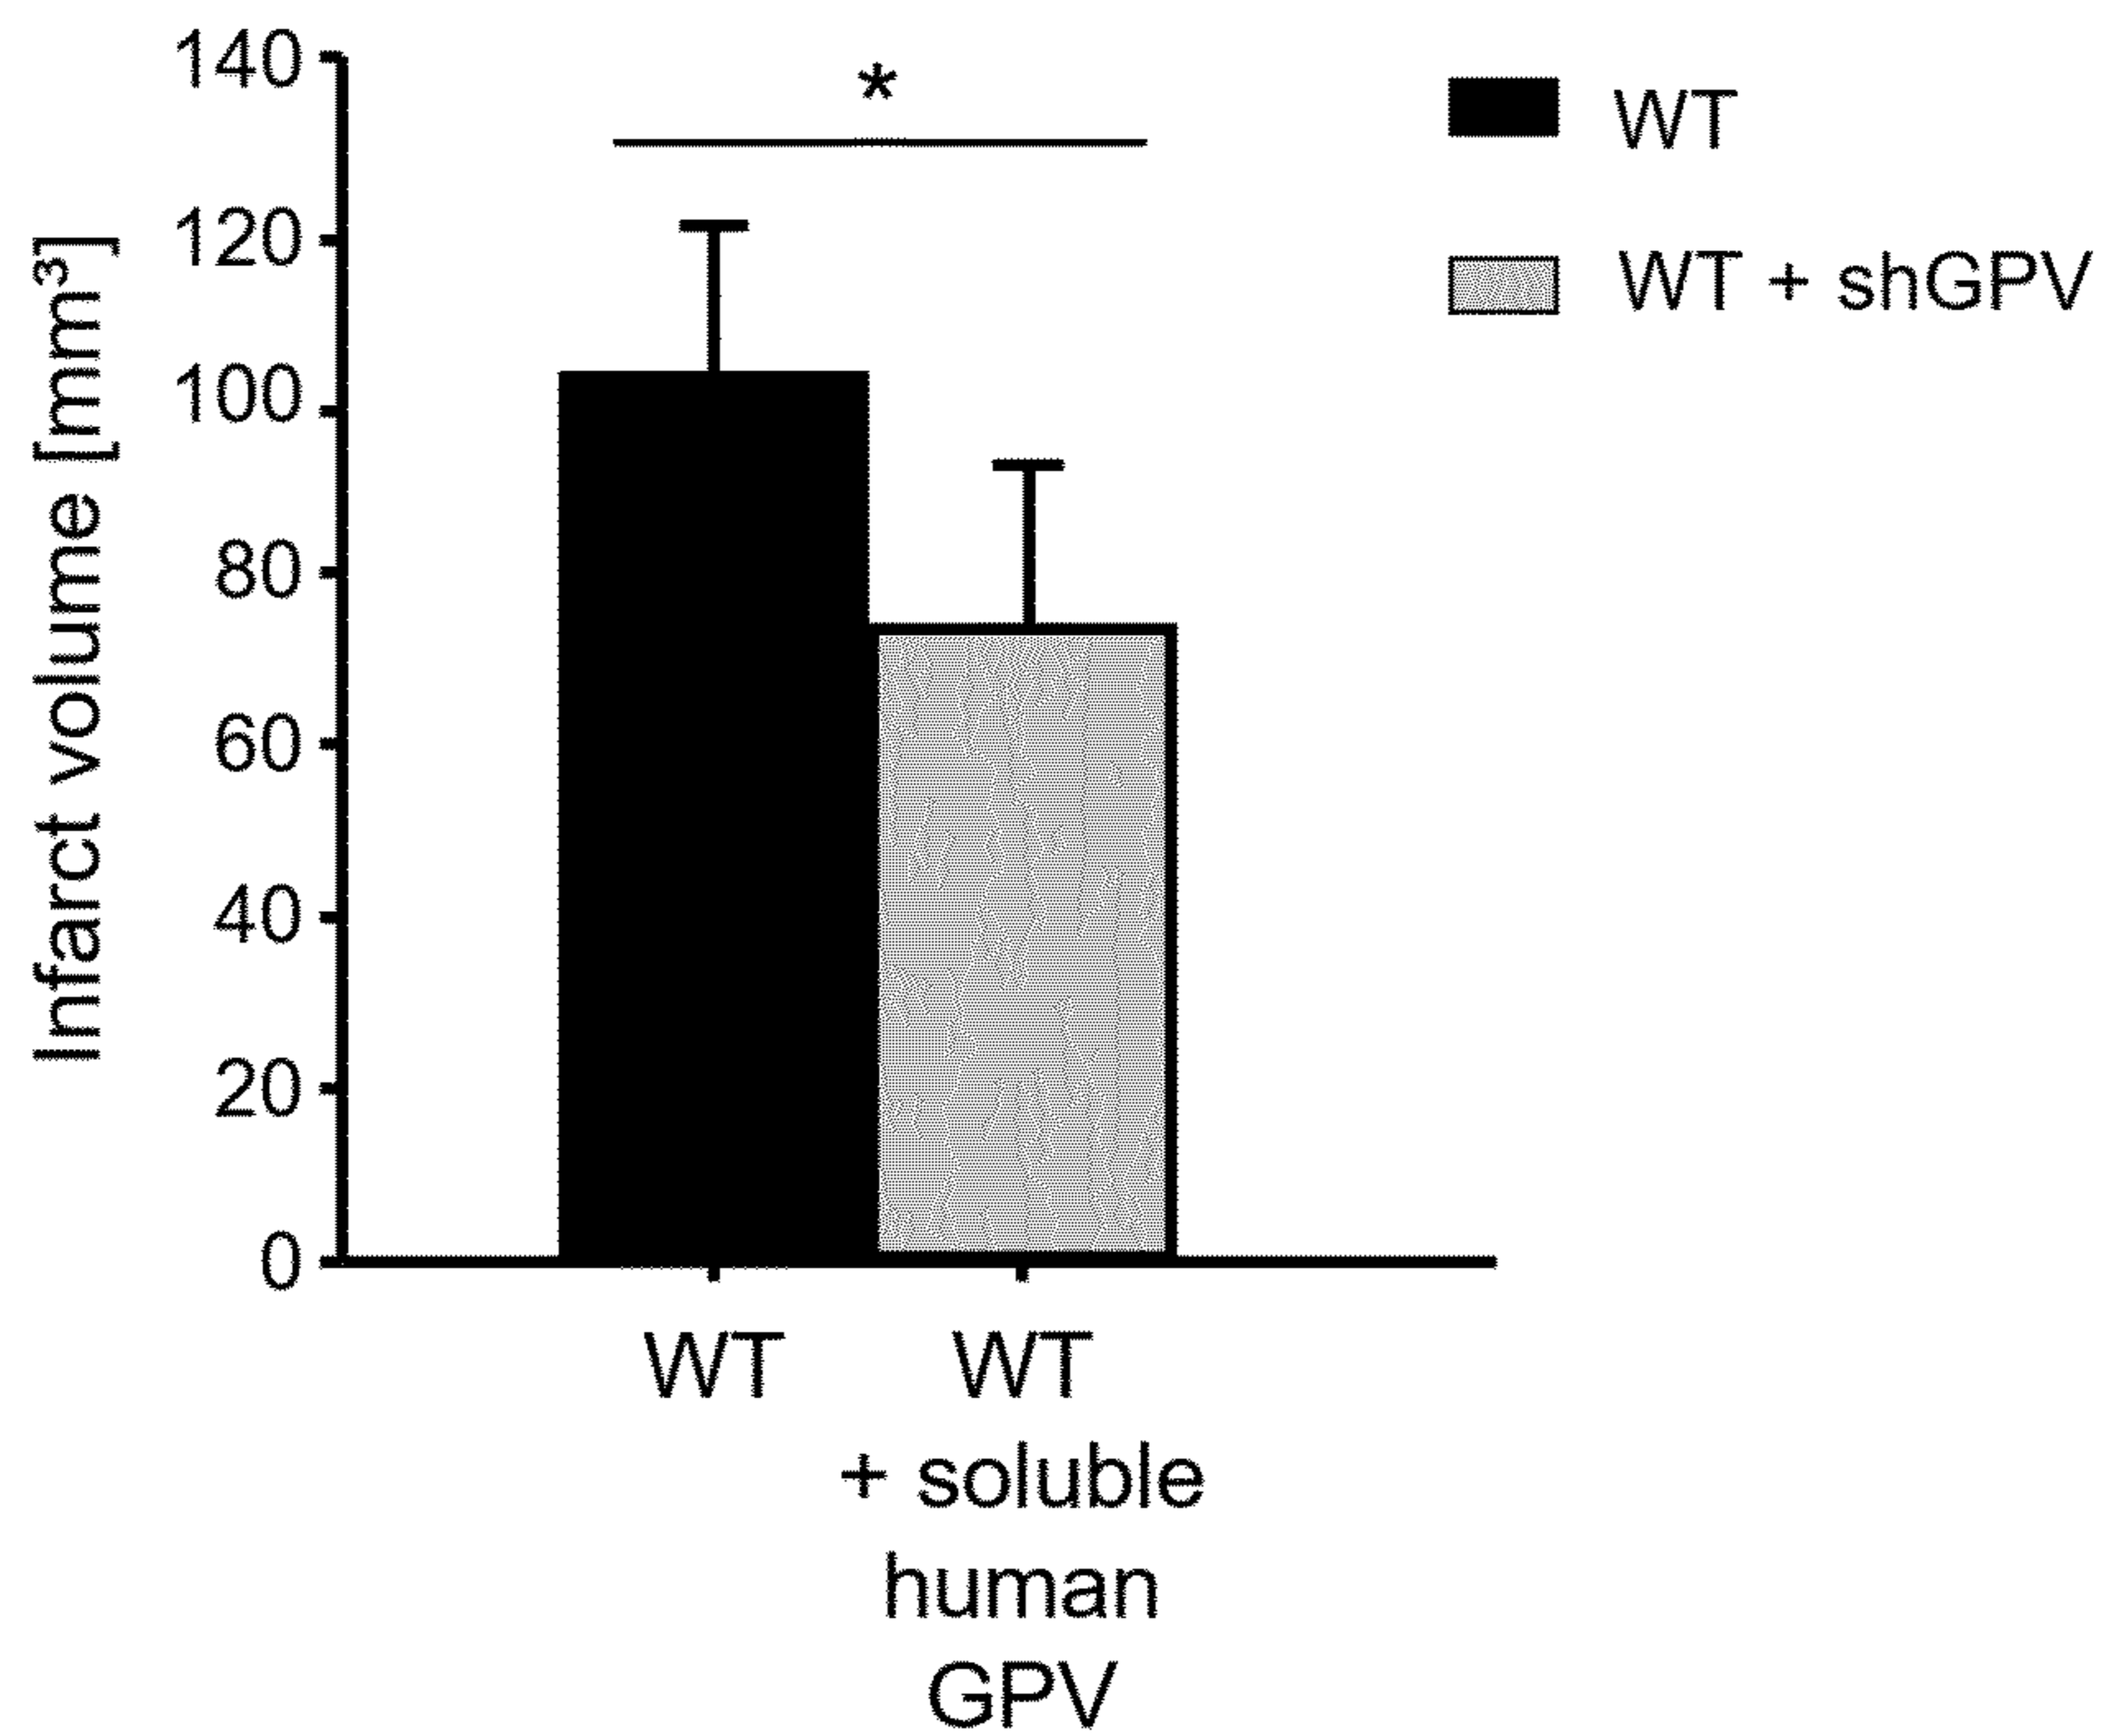 Infarct volume [mm³]
140
120
100
80
60
40
20
0
*
WT
WT + shGPV
WT
WT
+ soluble
human
GPV